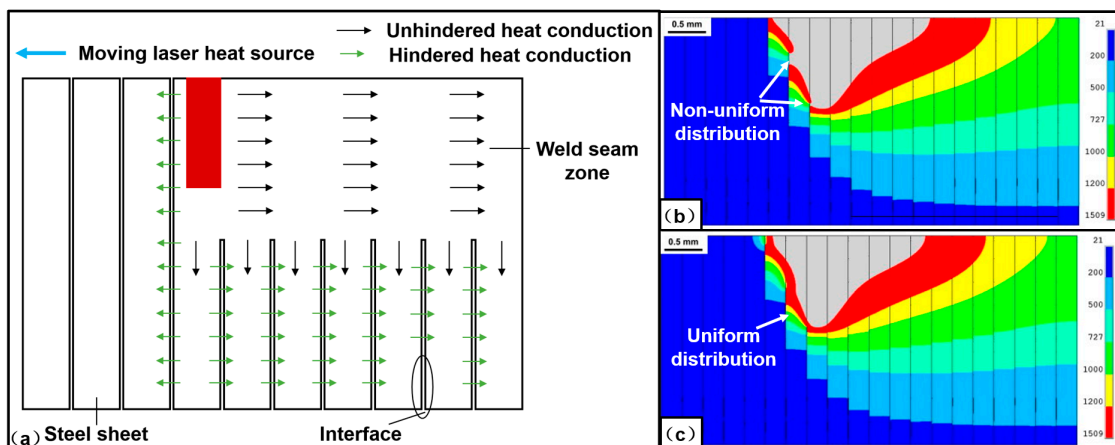 Moving laser heat source
Unhindered heat conduction
Hindered heat conduction
Weld seam
zone
Steel sheet
Interface
(a)
0.5 mm
Non-uniform
distribution
(b)
21
200
500
727
1000
1200
1509
0.5 mm
Uniform
distribution
(c)
21
200
500
727
1000
1200
1509